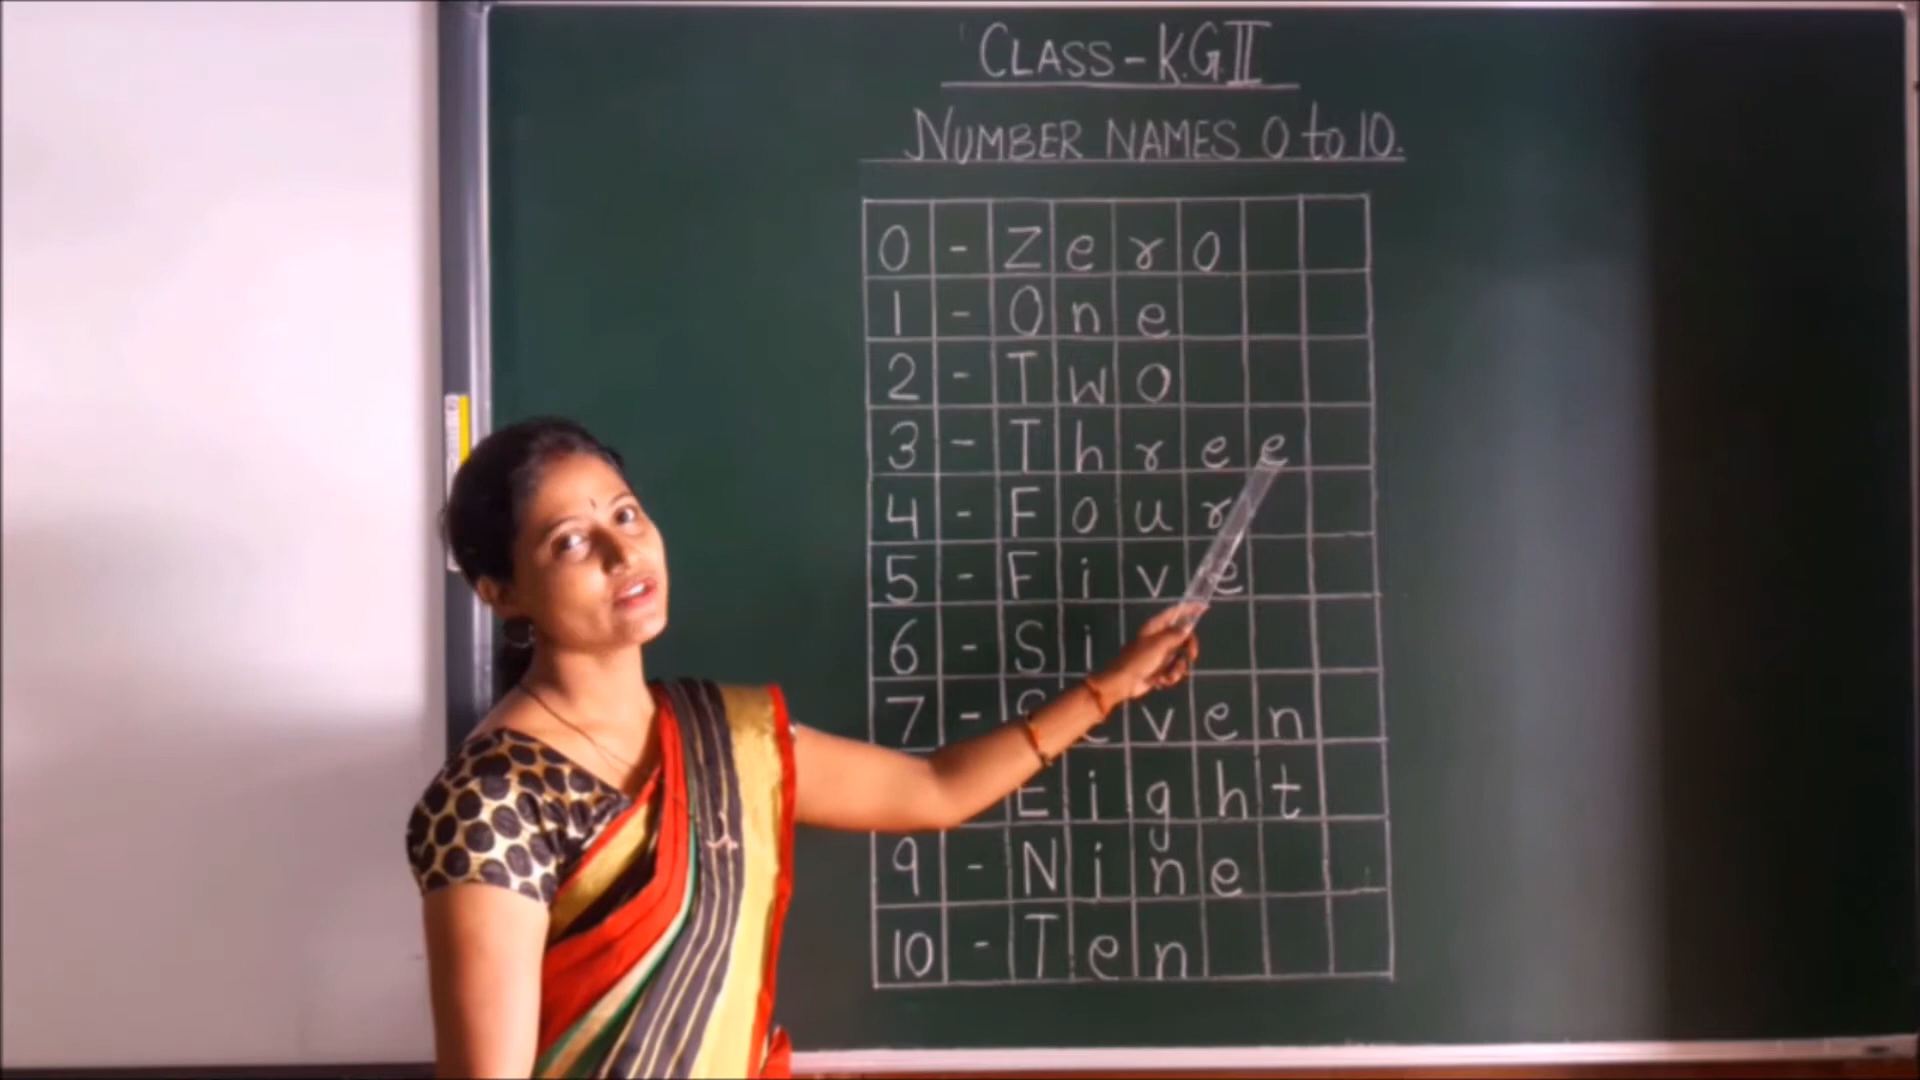 CLASS - K.G.II
NUMBER NAMES 0 to 10.
0 - Zero
1 - One
2 - Two
3 - Three
4 - Four
5 - Five
6 - Si
7 - Seven
Eight
9 - Nine
10 - Ten